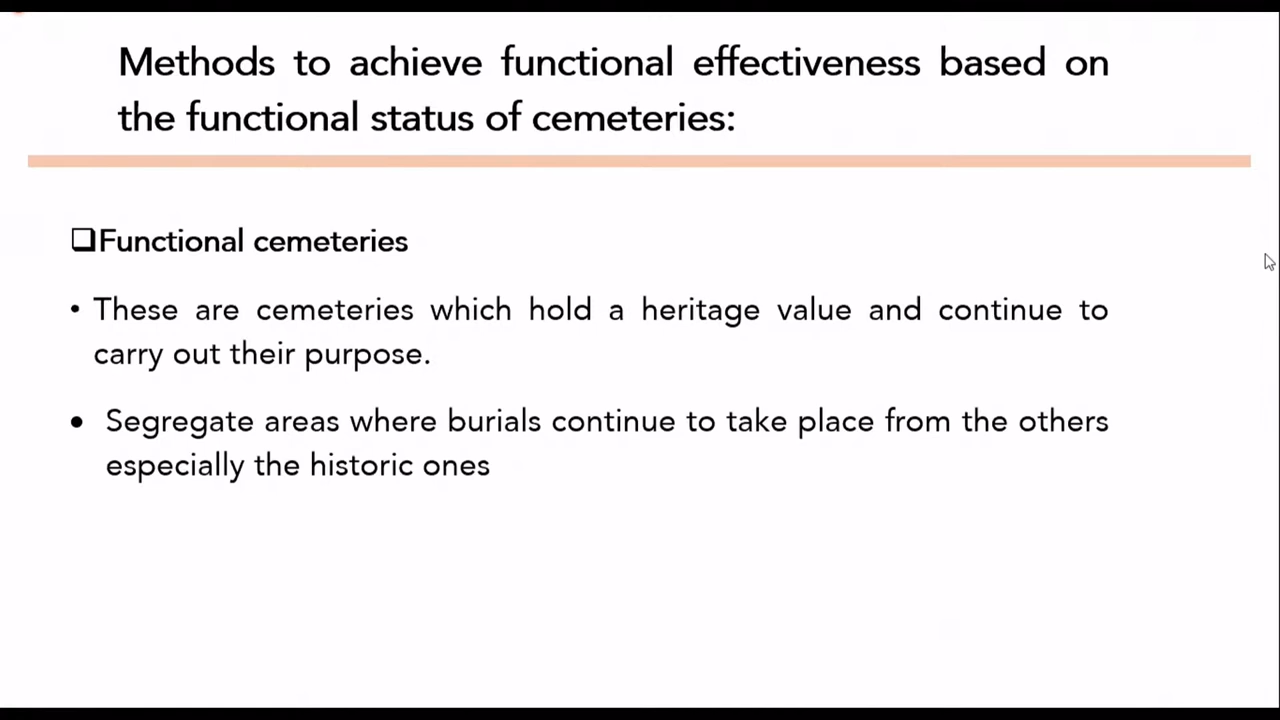 Methods to achieve functional effectiveness based on
the functional status of cemeteries:
❑Functional cemeteries
• These are cemeteries which hold a heritage value and continue to
carry out their purpose.
• Segregate areas where burials continue to take place from the others
especially the historic ones